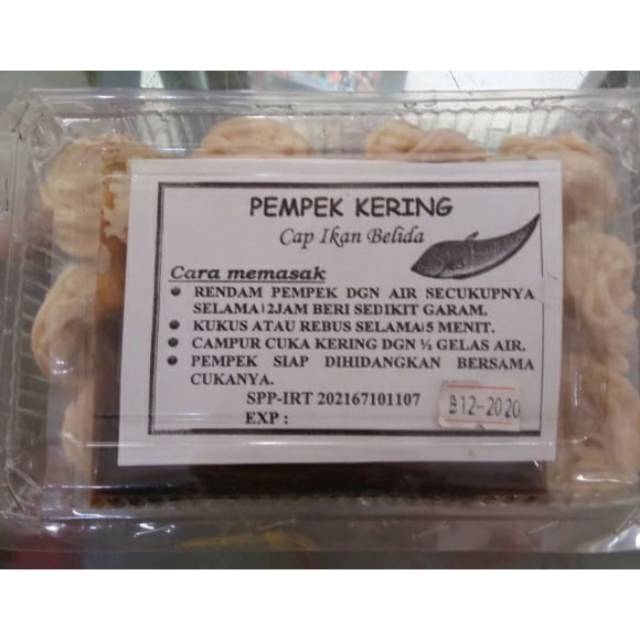 PEMPEK KERING
Cap Ikan Belida
Cara memasak
• RENDAM PEMPEK DGN AIR SECUKUPNYA
SELAMA 12JAM BERI SEDIKIT GARAM.
• KUKUS ATAU REBUS SELAMA 15 MENIT.
• CAMPUR CUKA KERING DGN ½ GELAS AIR.
• PEMPEK SIAP DIHIDANGKAN BERSAMA
CUKANYA.
SPP-IRT 202167101107
EXP : 12-2020